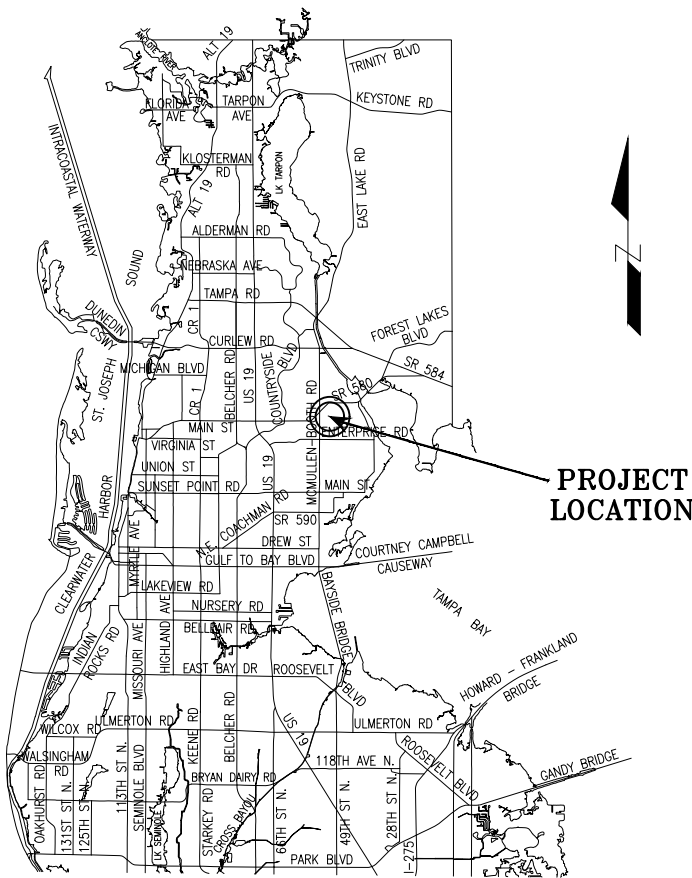 ANCLOTE RIVER
ALT 19
TRINITY BLVD
FLORIDA
AVE
TARPON
AVE
KEYSTONE RD
INTRACOASTAL WATERWAY
KLOSTERMAN
RD
LK TARPON
EAST LAKE RD
ALT 19
ALDERMAN RD
SOUND
NEBRASKA AVE
TAMPA RD
N
DUNEDIN
CSWY
CR 1
CURLEW RD
FOREST LAKES
BLVD
ST. JOSEPH
MICHIGAN BLVD
BELCHER RD
US 19
COUNTRYSIDE
BLVD
SR 584
SR 580
CR 1
MAIN ST
MCMULLEN-BOOTH RD
ENTERPRISE RD
VIRGINIA ST
UNION ST
US 19
SUNSET POINT RD
MAIN ST
PROJECT
LOCATION
HARBOR
N.E. COACHMAN RD
SR 590
MYRTLE AVE
DREW ST
GULF TO BAY BLVD
COURTNEY CAMPBELL
CAUSEWAY
CLEARWATER
LAKEVIEW RD
NURSERY RD
BAYSIDE BRIDGE
TAMPA BAY
BELLEAIR RD
INDIAN
ROCKS RD
MISSOURI AVE
HIGHLAND AVE
EAST BAY DR
ROOSEVELT
BLVD
HOWARD - FRANKLAND
BRIDGE
WILCOX RD
ULMERTON RD
US 19
ULMERTON RD
WALSINGHAM
RD
KEENE RD
BELCHER RD
118TH AVE N.
ROOSEVELT BLVD
GANDY BRIDGE
BRYAN DAIRY RD
OAKHURST RD
131ST ST N.
125TH ST N.
113TH ST N.
SEMINOLE BLVD
LK SEMINOLE
STARKEY RD
CROSS BAYOU
66TH ST N.
49TH ST N.
28TH ST N.
I-275
PARK BLVD